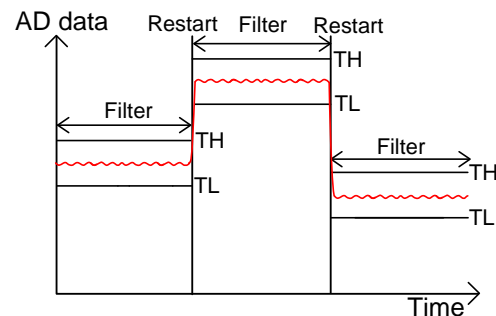 AD data
Restart
Filter
Restart
TH
TL
Filter
TH
TL
Filter
TH
TL
Time